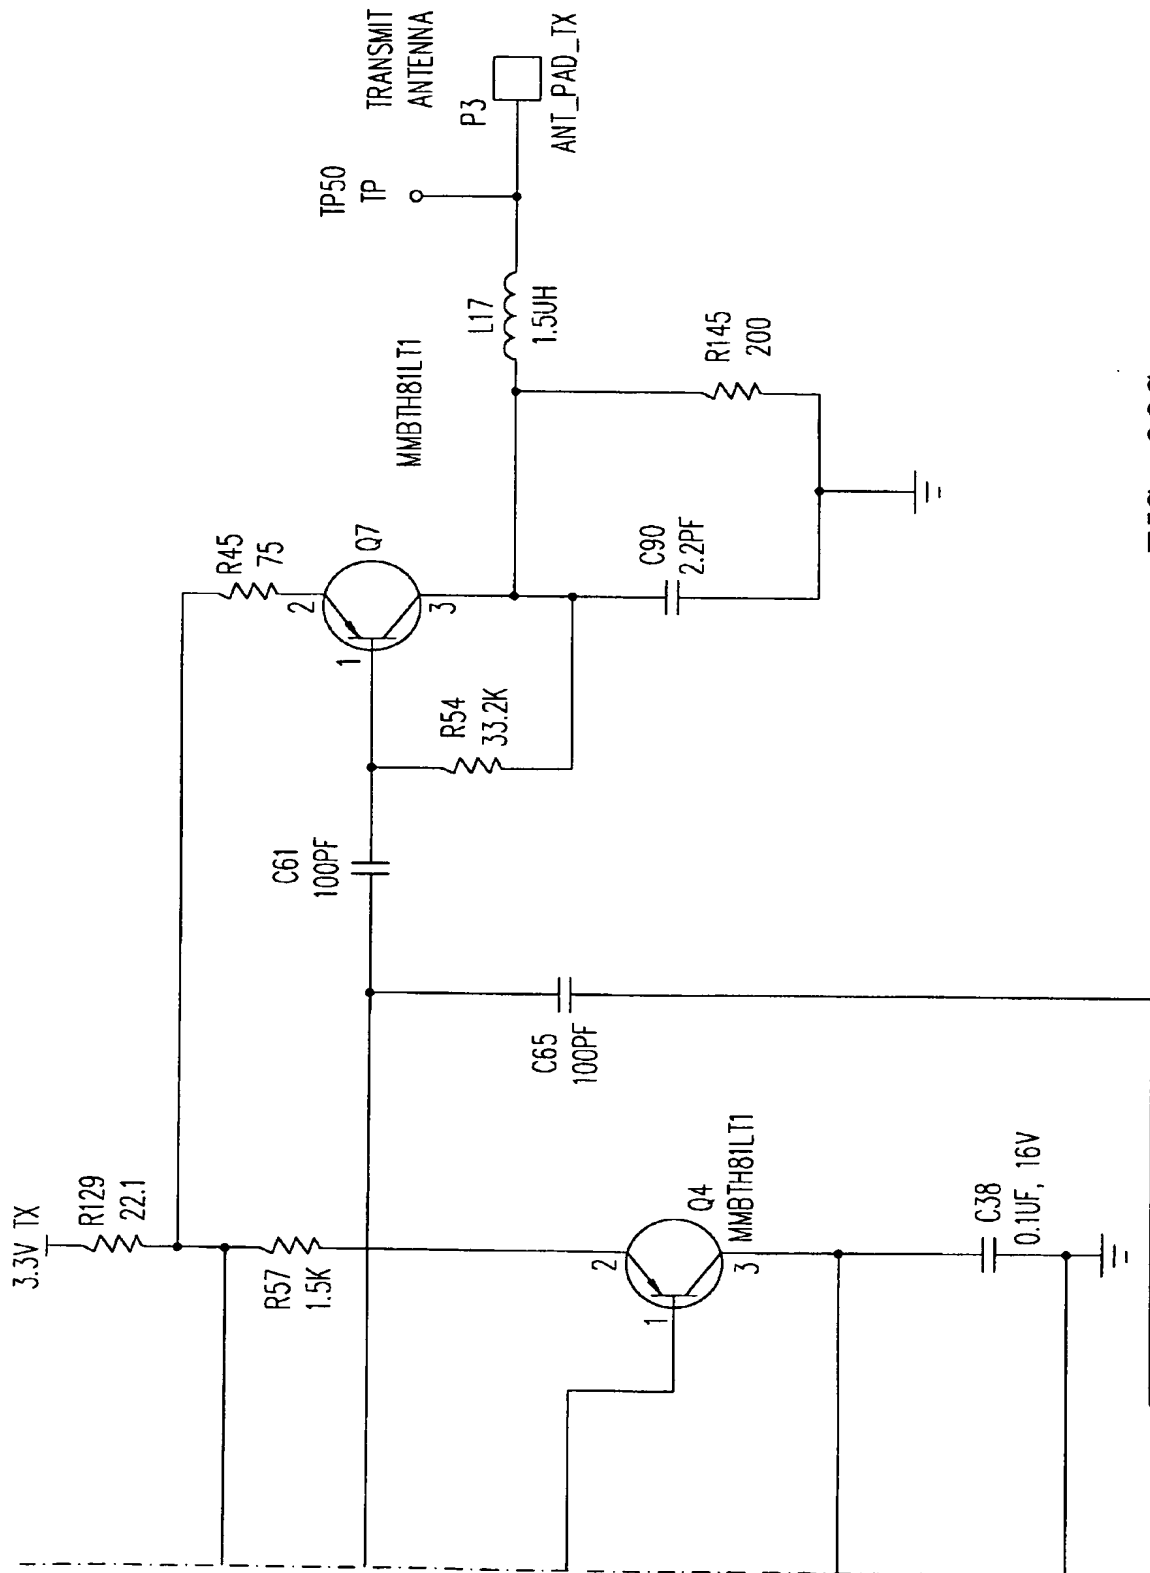 TRANSMIT
ANTENNA
P3
ANT_PAD_TX
TP50
TP
L17
1.5UH
MMBTH81LT1
R145
200
R45
75
2
Q7
3
1
C90
2.2PF
R54
33.2K
C61
100PF
C65
100PF
3.3V TX
R129
22.1
R57
1.5K
2
Q4
MMBTH81LT1
3
1
C38
0.1UF, 16V